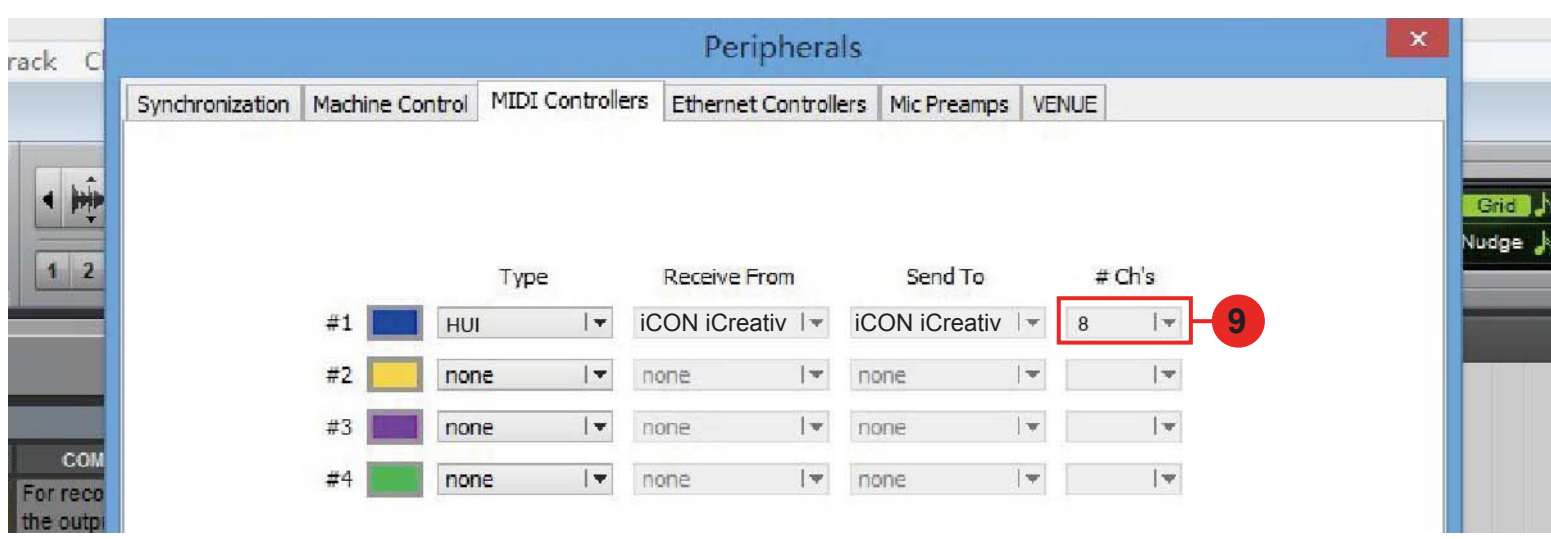 Peripherals
x
rack
Synchronization Machine Control MIDI Controllers Ethernet Controllers Mic Preamps VENUE
Grid
Nudge
1 2
Type Receive From Send To # Ch's
#1 HUI iCON iCreativ iCON iCreativ 8 9
#2 none none none
#3 none none none
#4 none none none
COM
For reco
the outp